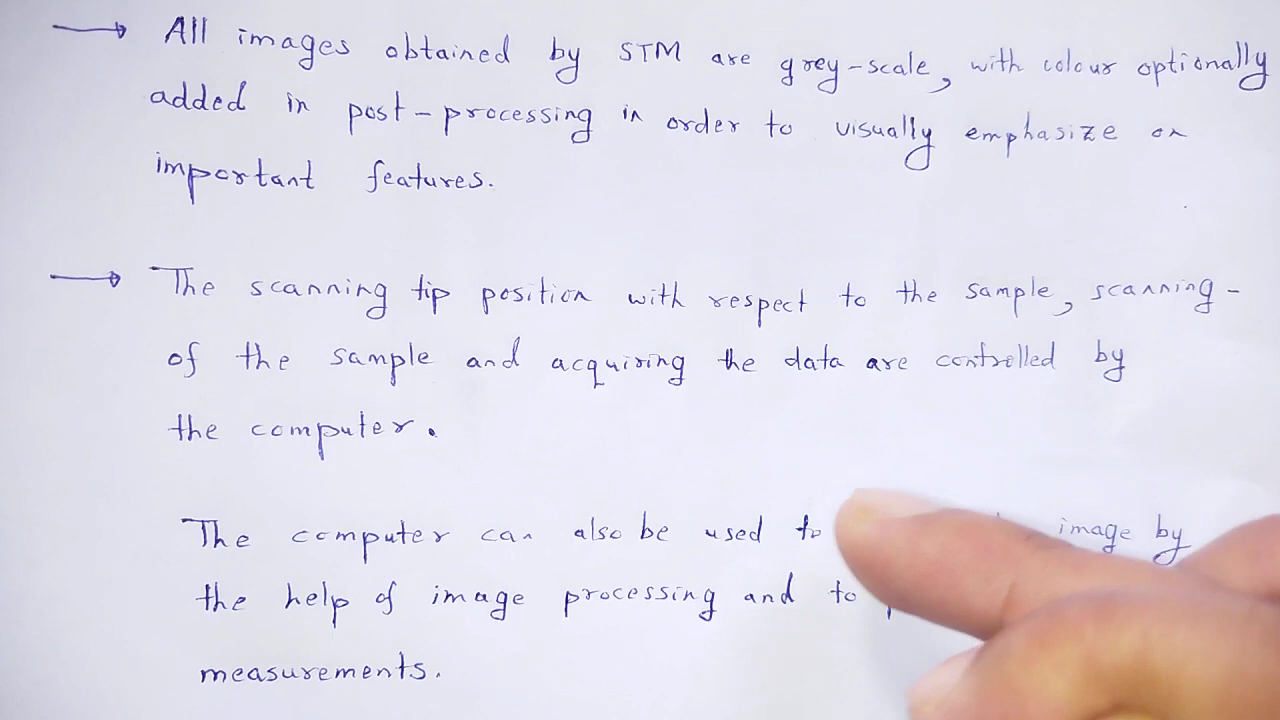 → All images obtained by STM are grey-scale, with colour optionally
added in post-processing in order to visually emphasize on
important features.
→ The scanning tip position with respect to the sample, scanning-
of the sample and acquiring the data are controlled by
the computer.
The computer can also be used to image by
the help of image processing and to
measurements.